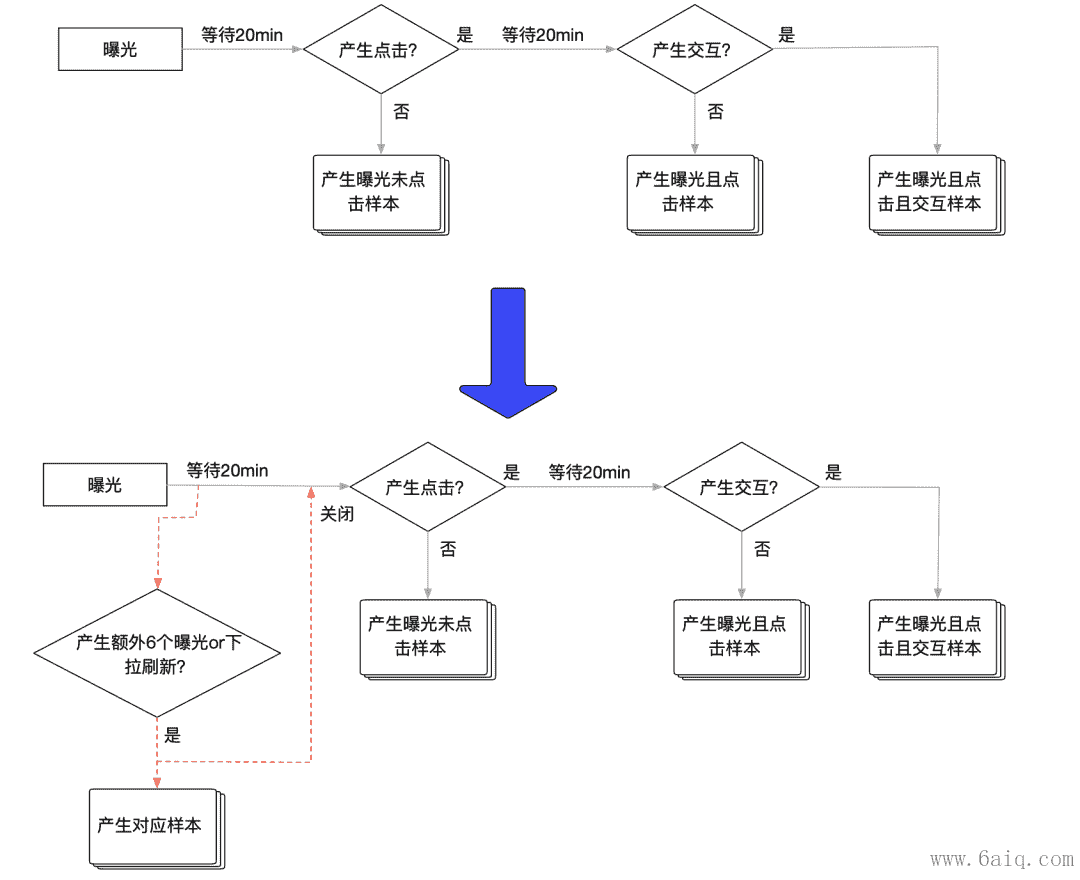 曝光
等待20min
产生点击?
是
等待20min
产生交互?
是
否
否
产生曝光未点
击样本
产生曝光且点
击样本
产生曝光且点
击且交互样本
曝光
等待20min
产生点击?
是
等待20min
产生交互?
是
关闭
否
否
产生额外6个曝光or下
拉刷新?
产生曝光未点
击样本
产生曝光且点
击样本
产生曝光且点
击且交互样本
是
产生对应样本
www.6aiq.com